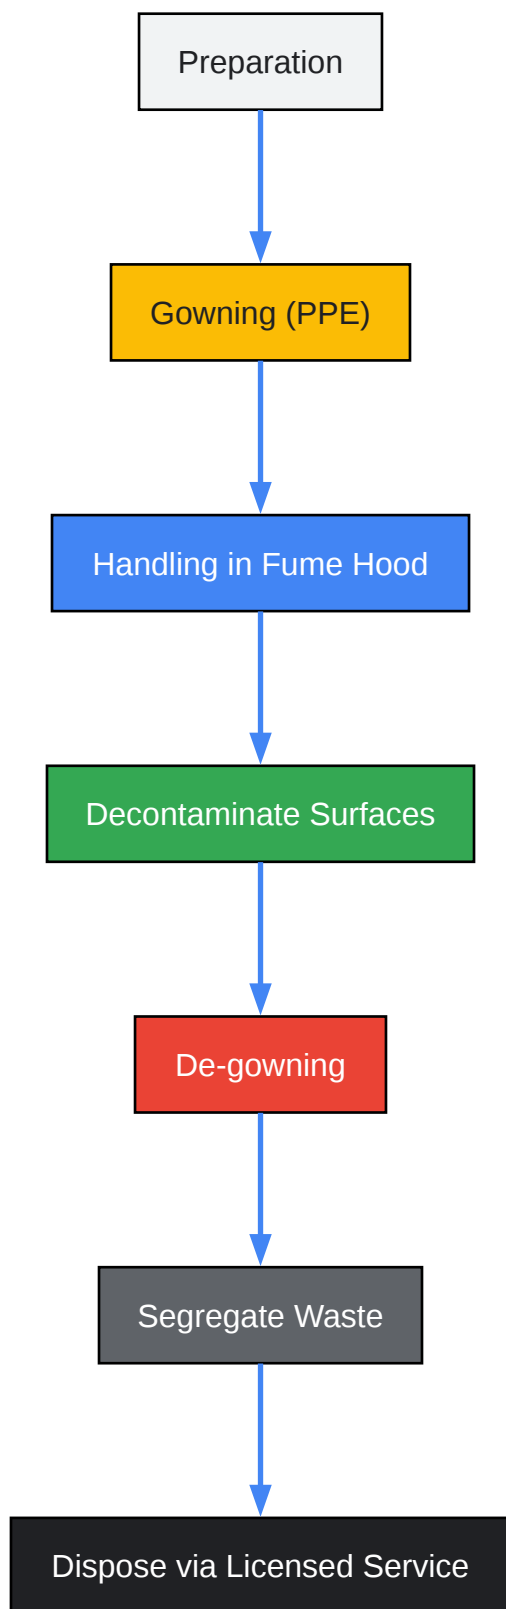 Preparation
Gowning (PPE)
Handling in Fume Hood
Decontaminate Surfaces
De-gowning
Segregate Waste
Dispose via Licensed Service